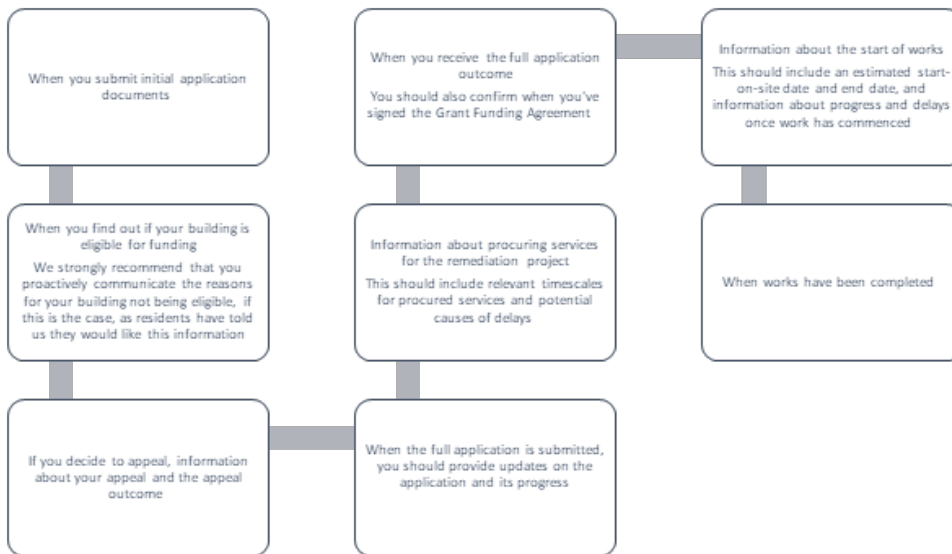 When you submit initial application
documents
When you find out if your building is
eligible for funding
We strongly recommend that you
proactively communicate the reasons
for your building not being eligible, if
this is the case, as residents have told
us they would like this information
If you decide to appeal, information
about your appeal and the appeal
outcome
When the full application is submitted,
you should provide updates on the
application and its progress
Information about procuring services
for the remediation project
This should include relevant timescales
for procured services and potential
causes of delays
When you receive the full application
outcome
You should also confirm when you've
signed the Grant Funding Agreement
Information about the start of works
This should include an estimated start-
on-site date and end date, and
information about progress and delays
once work has commenced
When works have been completed